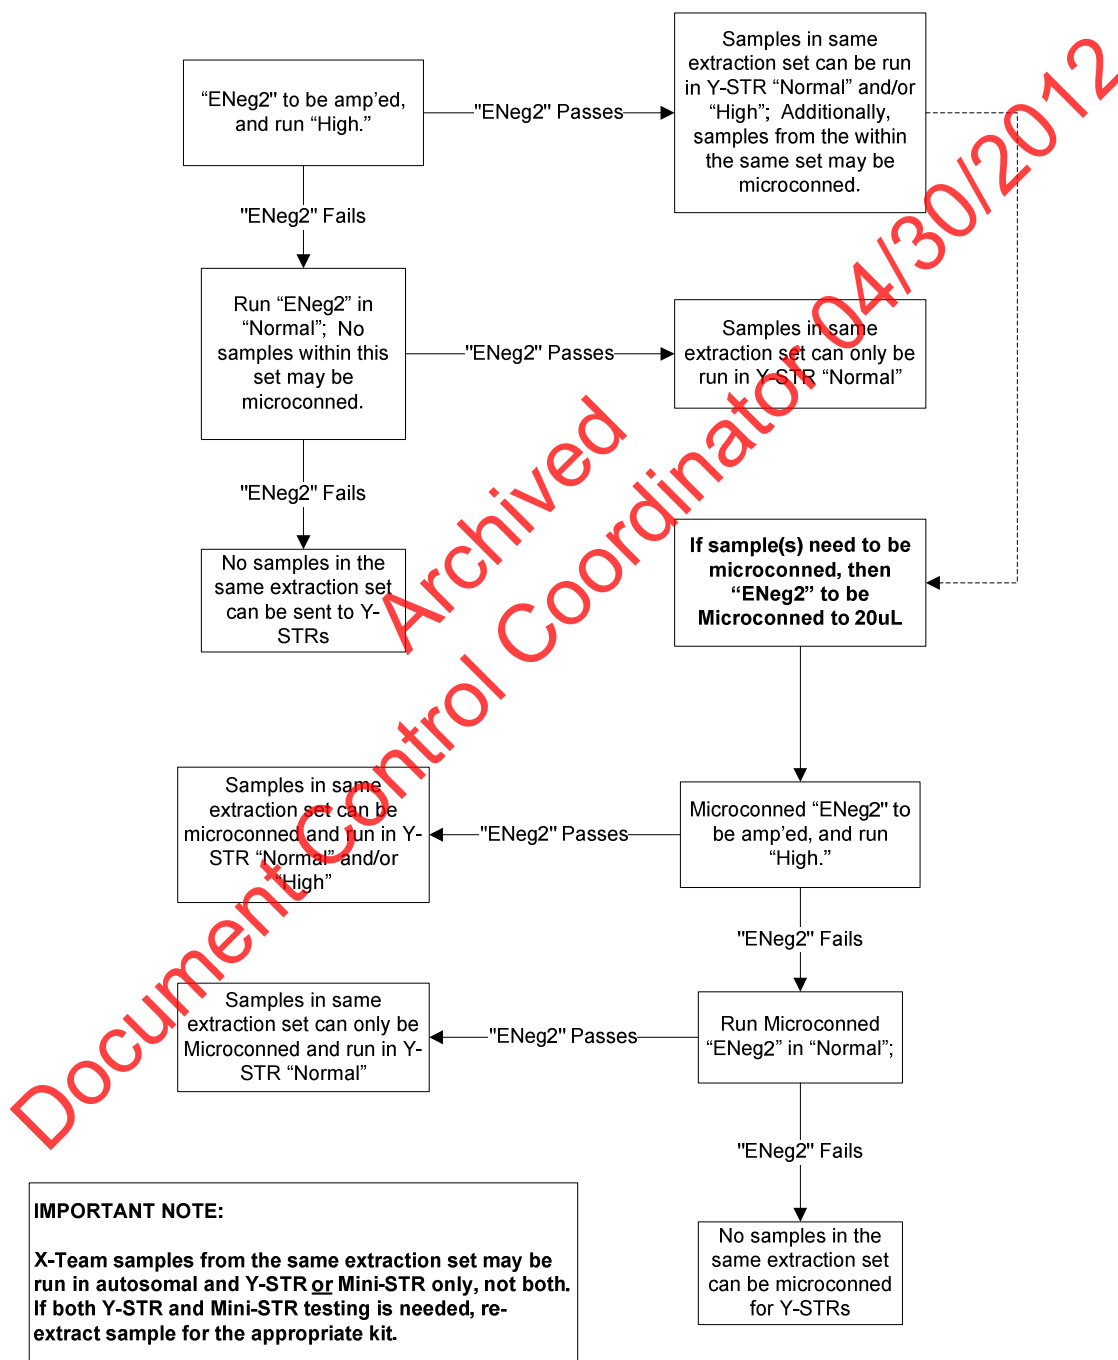 “ENeg2" to be amp’ed,
and run “High.”
"ENeg2" Passes
Samples in same
extraction set can be run
in Y-STR “Normal” and/or
“High”;  Additionally,
samples from the within
the same set may be
microconned.
"ENeg2" Fails
Run “ENeg2” in
“Normal”;  No
samples within this
set may be
microconned.
"ENeg2" Passes
Samples in same
extraction set can only be
run in Y-STR “Normal”
"ENeg2" Fails
No samples in the
same extraction set
can be sent to Y-
STRs
If sample(s) need to be
microconned, then
“ENeg2” to be
Microconned to 20uL
Microconned “ENeg2” to
be amp’ed, and run
“High.”
"ENeg2" Passes
Samples in same
extraction set can be
microconned and run in Y-
STR “Normal” and/or
“High”
"ENeg2" Fails
Run Microconned
“ENeg2” in “Normal”;
"ENeg2" Passes
Samples in same
extraction set can only be
Microconned and run in Y-
STR “Normal”
"ENeg2" Fails
No samples in the
same extraction set
can be microconned
for Y-STRs
IMPORTANT NOTE:
X-Team samples from the same extraction set may be
run in autosomal and Y-STR or Mini-STR only, not both.
If both Y-STR and Mini-STR testing is needed, re-
extract sample for the appropriate kit.
Archived
Document Control Coordinator 04/30/2012